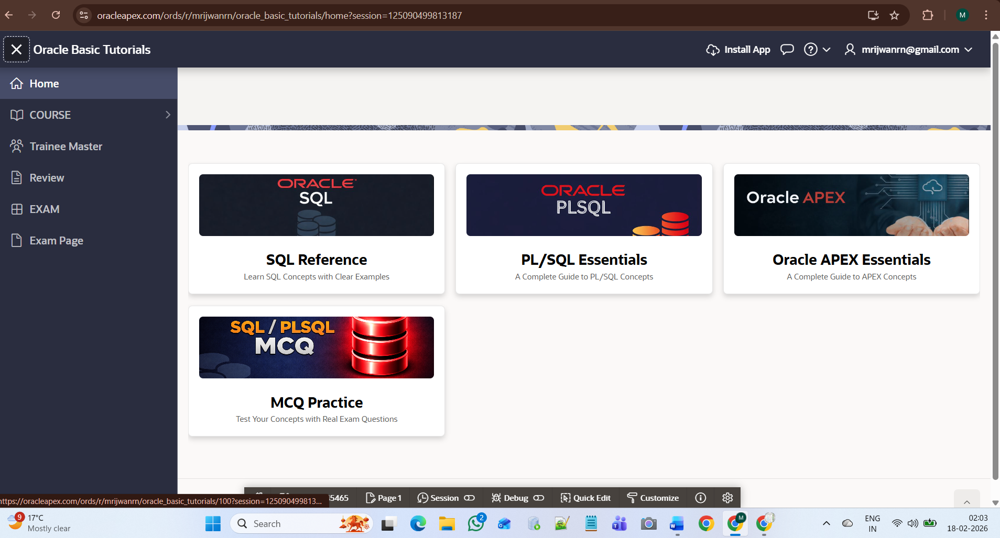 oracleapex.com/ords/r/mrijwanrn/oracle_basic_tutorials/home?session=125090499813187
M
Oracle Basic Tutorials
Install App
mrijwanrn@gmail.com
Home
COURSE
Trainee Master
Review
EXAM
Exam Page
ORACLE
SQL
SQL Reference
Learn SQL Concepts with Clear Examples
ORACLE
PLSQL
PL/SQL Essentials
A Complete Guide to PL/SQL Concepts
Oracle APEX
Oracle APEX Essentials
A Complete Guide to APEX Concepts
SQL / PLSQL
MCQ
MCQ Practice
Test Your Concepts with Real Exam Questions
5465
Page 1
Session
Debug
Quick Edit
Customize
https://oracleapex.com/ords/r/mrijwanrn/oracle_basic_tutorials/100?session=125090499813...
9
17°C
Mostly clear
Search
2
M
ENG
IN
02:03
18-02-2026